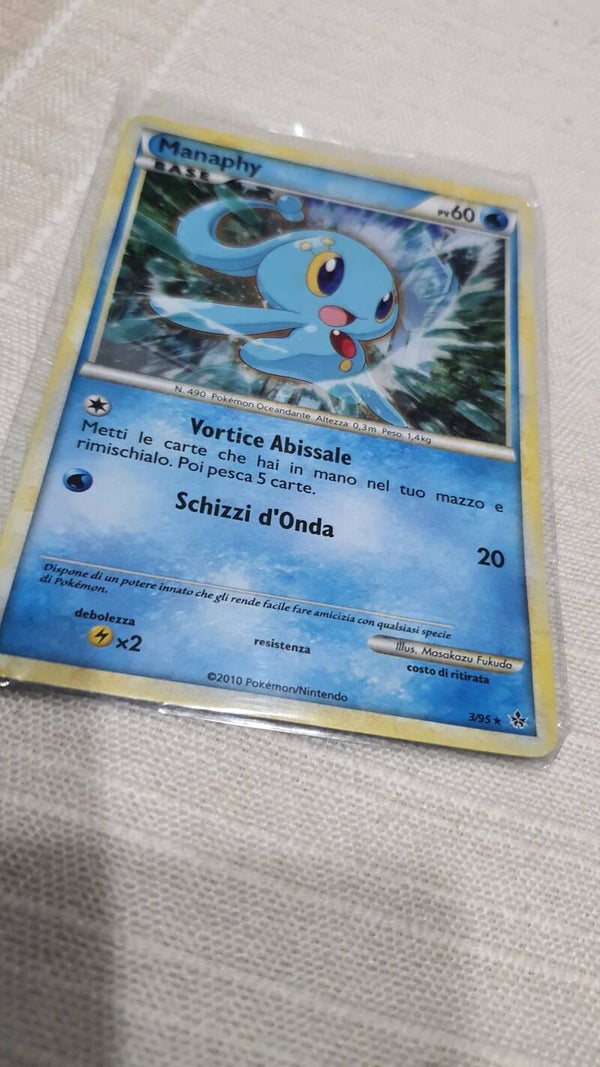 Manaphy
BASE
PV 60
N. 490 Pokémon Oceandante Altezza: 0,3m Peso: 1,4kg
Vortice Abissale
Metti le carte che hai in mano nel tuo mazzo e
rimischialo. Poi pesca 5 carte.
Schizzi d'Onda
20
Dispone di un potere innato che gli rende facile fare amicizia con qualsiasi specie
di Pokémon.
debolezza
x2
resistenza
Illus. Masakazu Fukuda
costo di ritirata
©2010 Pokémon/Nintendo
3/95 ★